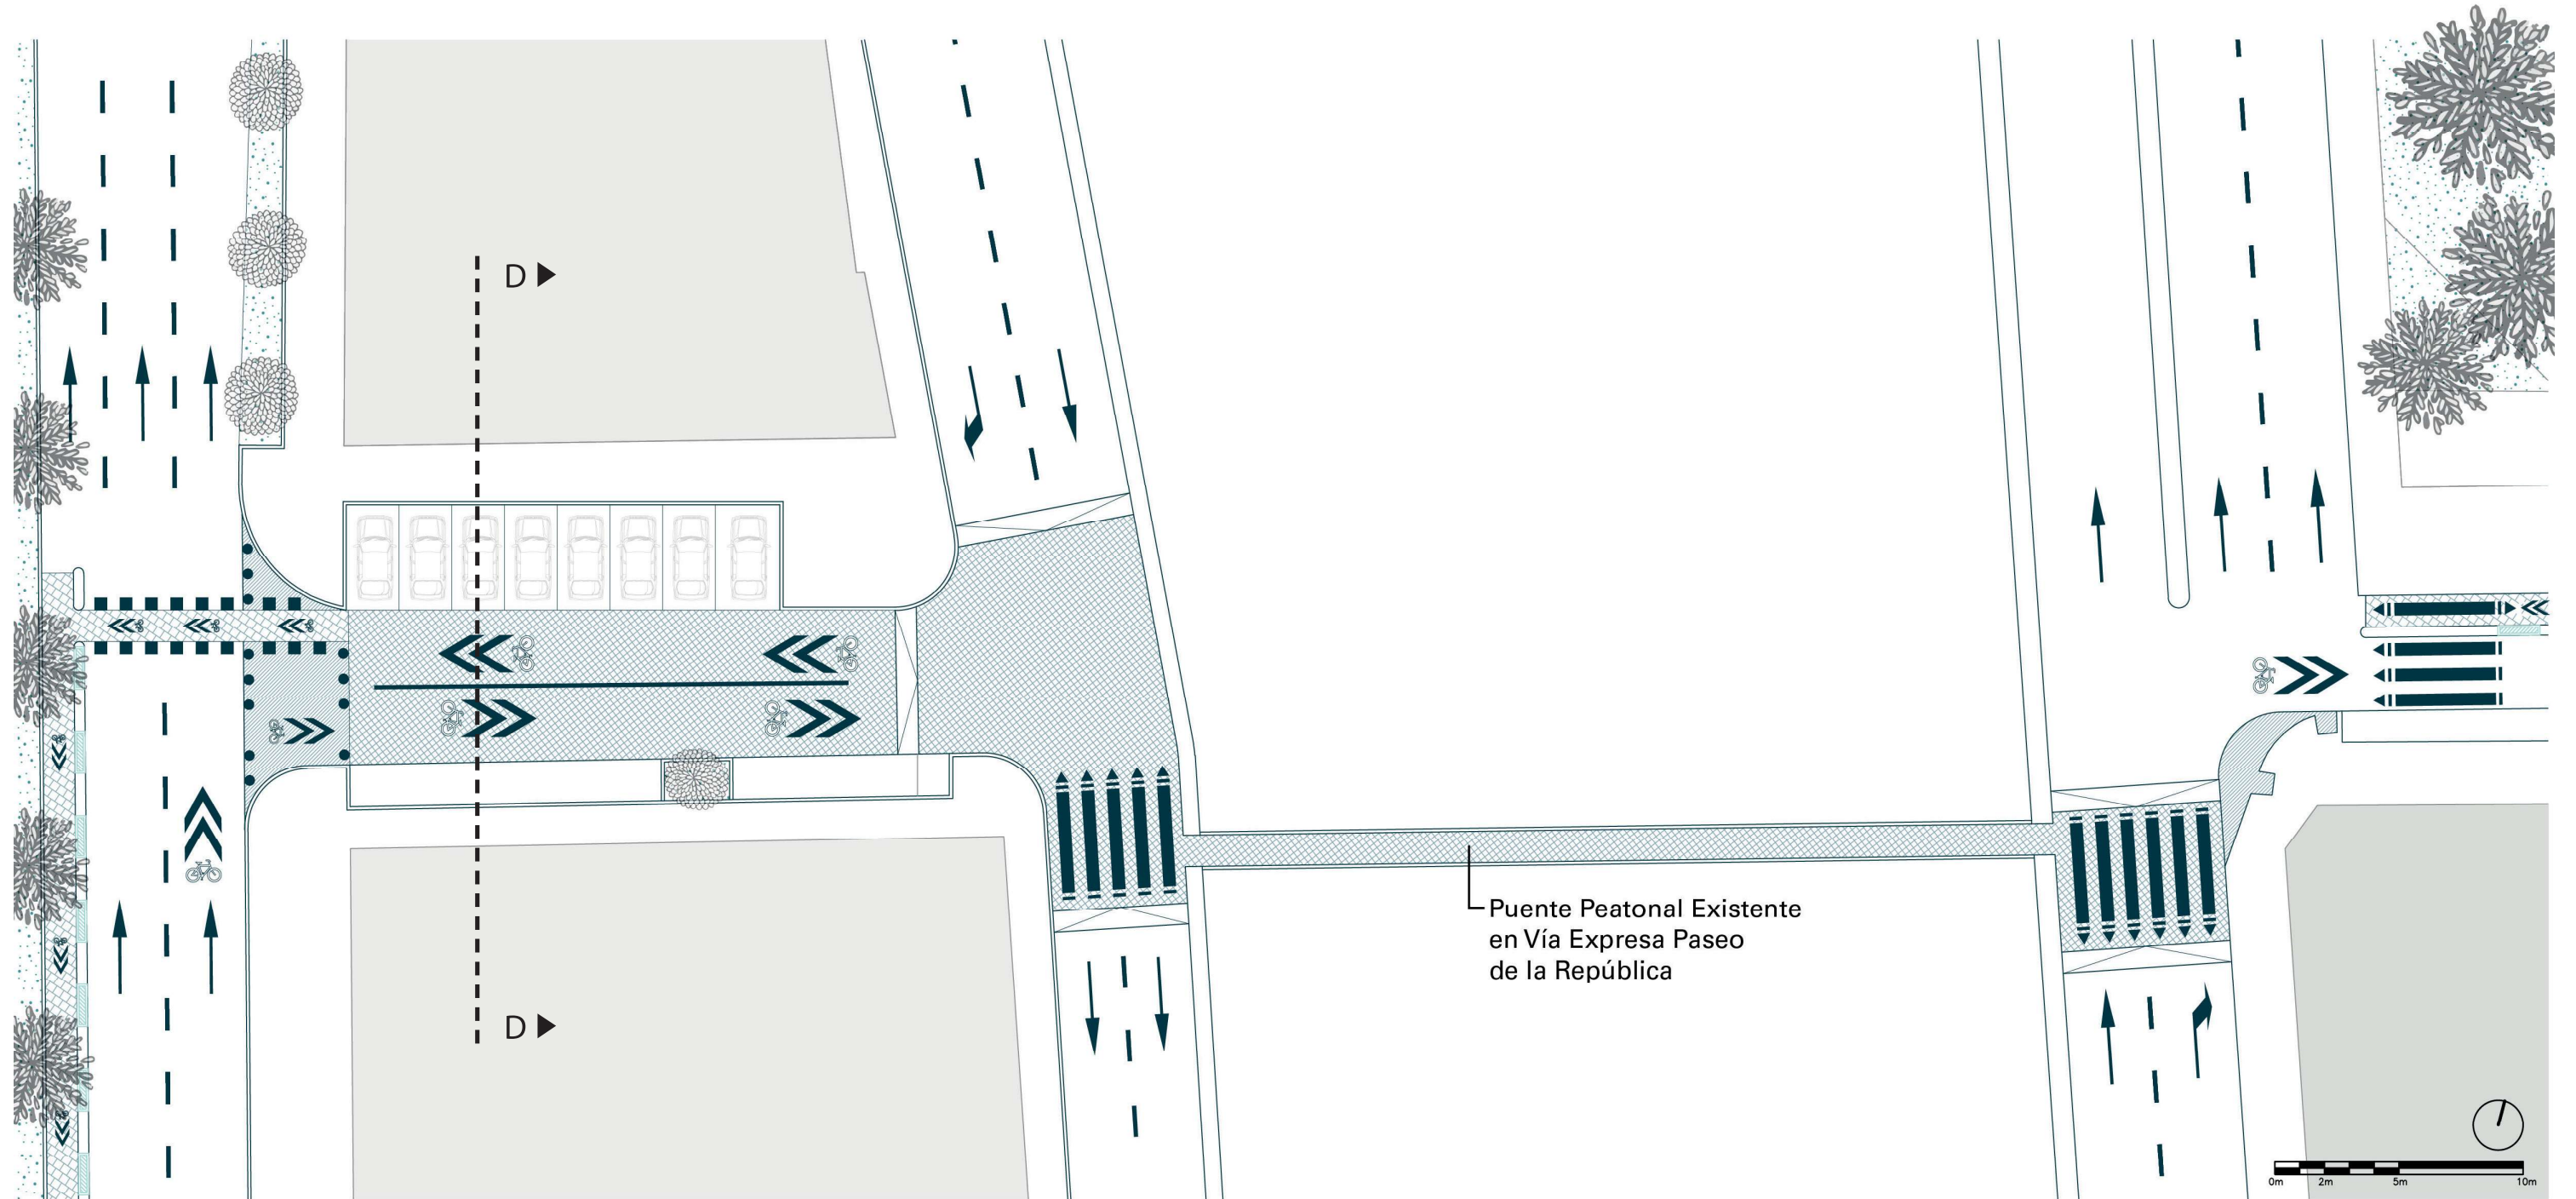 D
Puente Peatonal Existente
en Vía Expresa Paseo
de la República
D
0m 2m 5m 10m